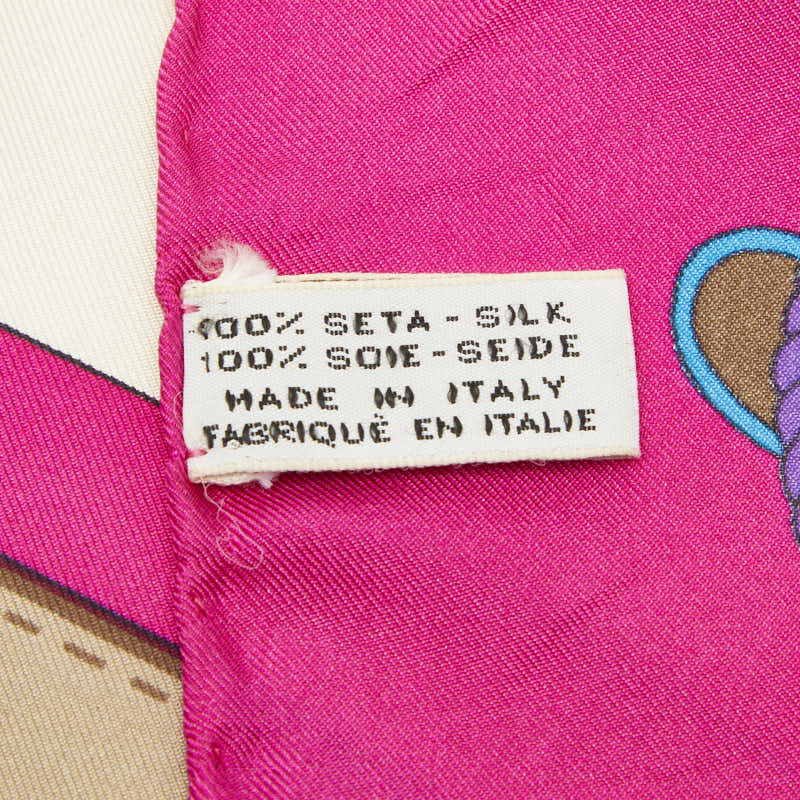 100% SETA - SILK
100% SOIE - SEIDE
MADE IN ITALY
FABRIQUÉ EN ITALIE